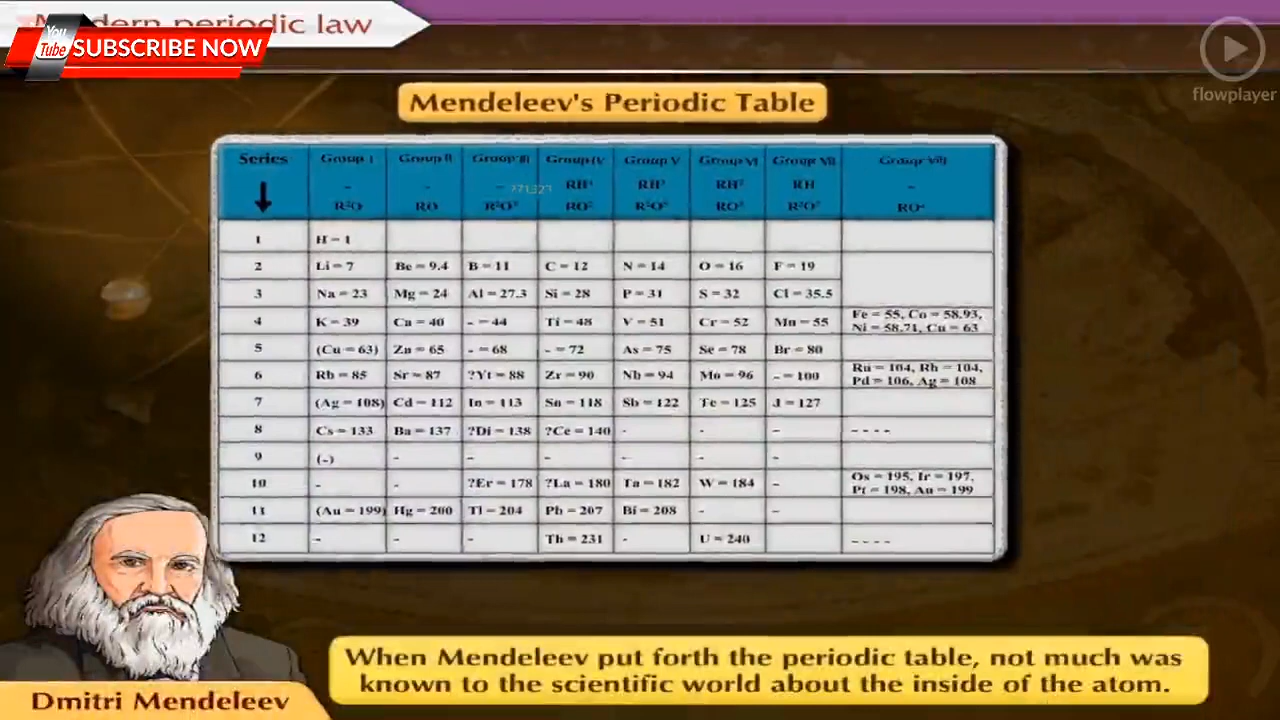 Modern periodic law
You
Tube
SUBSCRIBE NOW
flowplayer
Mendeleev's Periodic Table
Series Group I Group II Group III Group IV Group V Group VI Group VII Group VIII
- - - RH⁴ RH³ RH² RH -
R²O RO R²O³ RO² R²O⁵ RO³ R²O⁷ RO⁴
1 H = 1
2 Li = 7 Be = 9.4 B = 11 C = 12 N = 14 O = 16 F = 19
3 Na = 23 Mg = 24 Al = 27.3 Si = 28 P = 31 S = 32 Cl = 35.5
4 K = 39 Ca = 40 - = 44 Ti = 48 V = 51 Cr = 52 Mn = 55 Fe = 55, Co = 58.93,
Ni = 58.71, Cu = 63
5 (Cu = 63) Zn = 65 - = 68 - = 72 As = 75 Se = 78 Br = 80
6 Rb = 85 Sr = 87 ?Yt = 88 Zr = 90 Nb = 94 Mo = 96 - = 100 Ru = 104, Rh = 104,
Pd = 106, Ag = 108
7 (Ag = 108) Cd = 112 In = 113 Sn = 118 Sb = 122 Te = 125 J = 127
8 Cs = 133 Ba = 137 ?Di = 138 ?Ce = 140 - - - - - - -
9 (-) - - - - - -
10 - - ?Er = 178 ?La = 180 Ta = 182 W = 184 - Os = 195, Ir = 197,
Pt = 198, Au = 199
11 (Au = 199) Hg = 200 Tl = 204 Pb = 207 Bi = 208 - -
12 - - - Th = 231 - U = 240 - - - -
Dmitri Mendeleev
When Mendeleev put forth the periodic table, not much was
known to the scientific world about the inside of the atom.